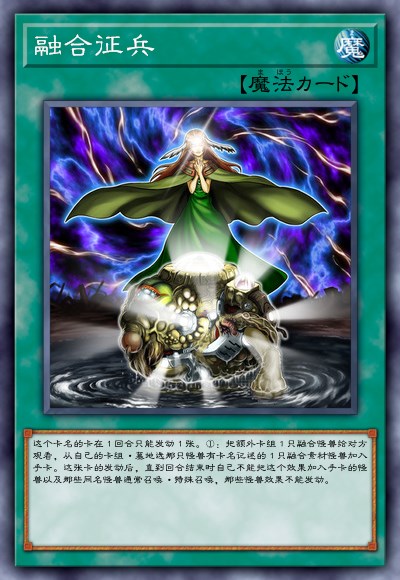 融合征兵
魔
【魔法カード】
まほう
这个卡名的卡在1回合只能发动1张。①：把额外卡组1只融合怪兽给对方
观看，从自己的卡组·墓地选那只怪兽有卡名记述的1只融合素材怪兽加入
手卡。这张卡的发动后，直到回合结束时自己不能把这个效果加入手卡的怪
兽以及那些同名怪兽通常召唤·特殊召唤，那些怪兽效果不能发动。